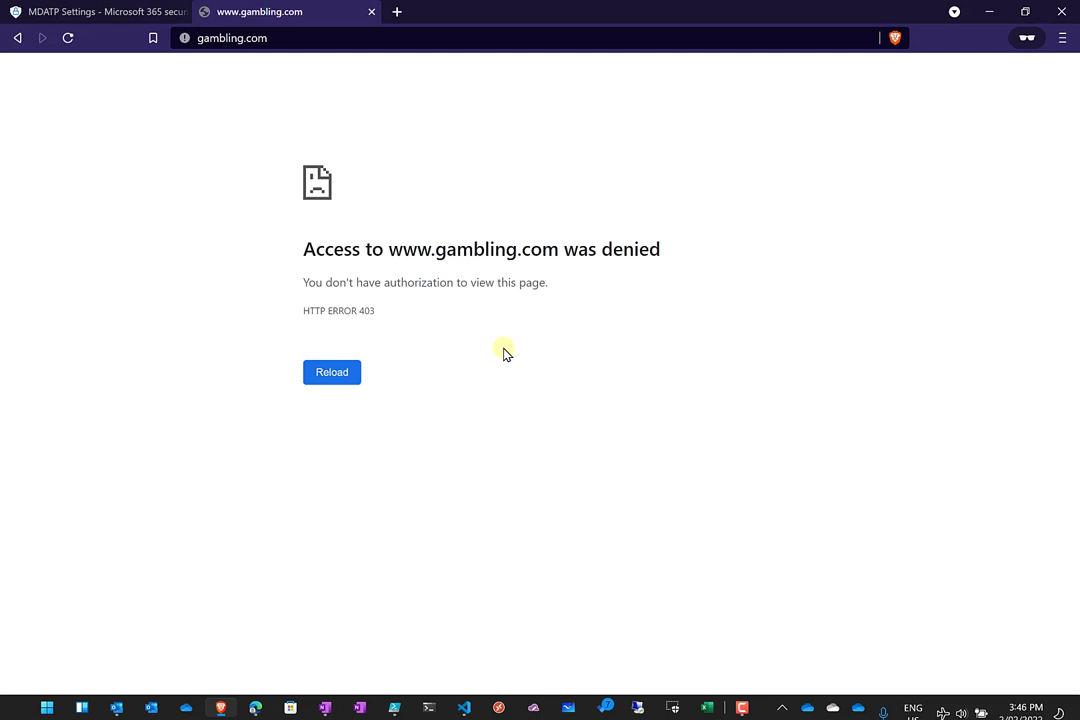 MDATP Settings - Microsoft 365 secur
www.gambling.com
gambling.com
Access to www.gambling.com was denied
You don't have authorization to view this page.
HTTP ERROR 403
Reload
ENG
3:46 PM